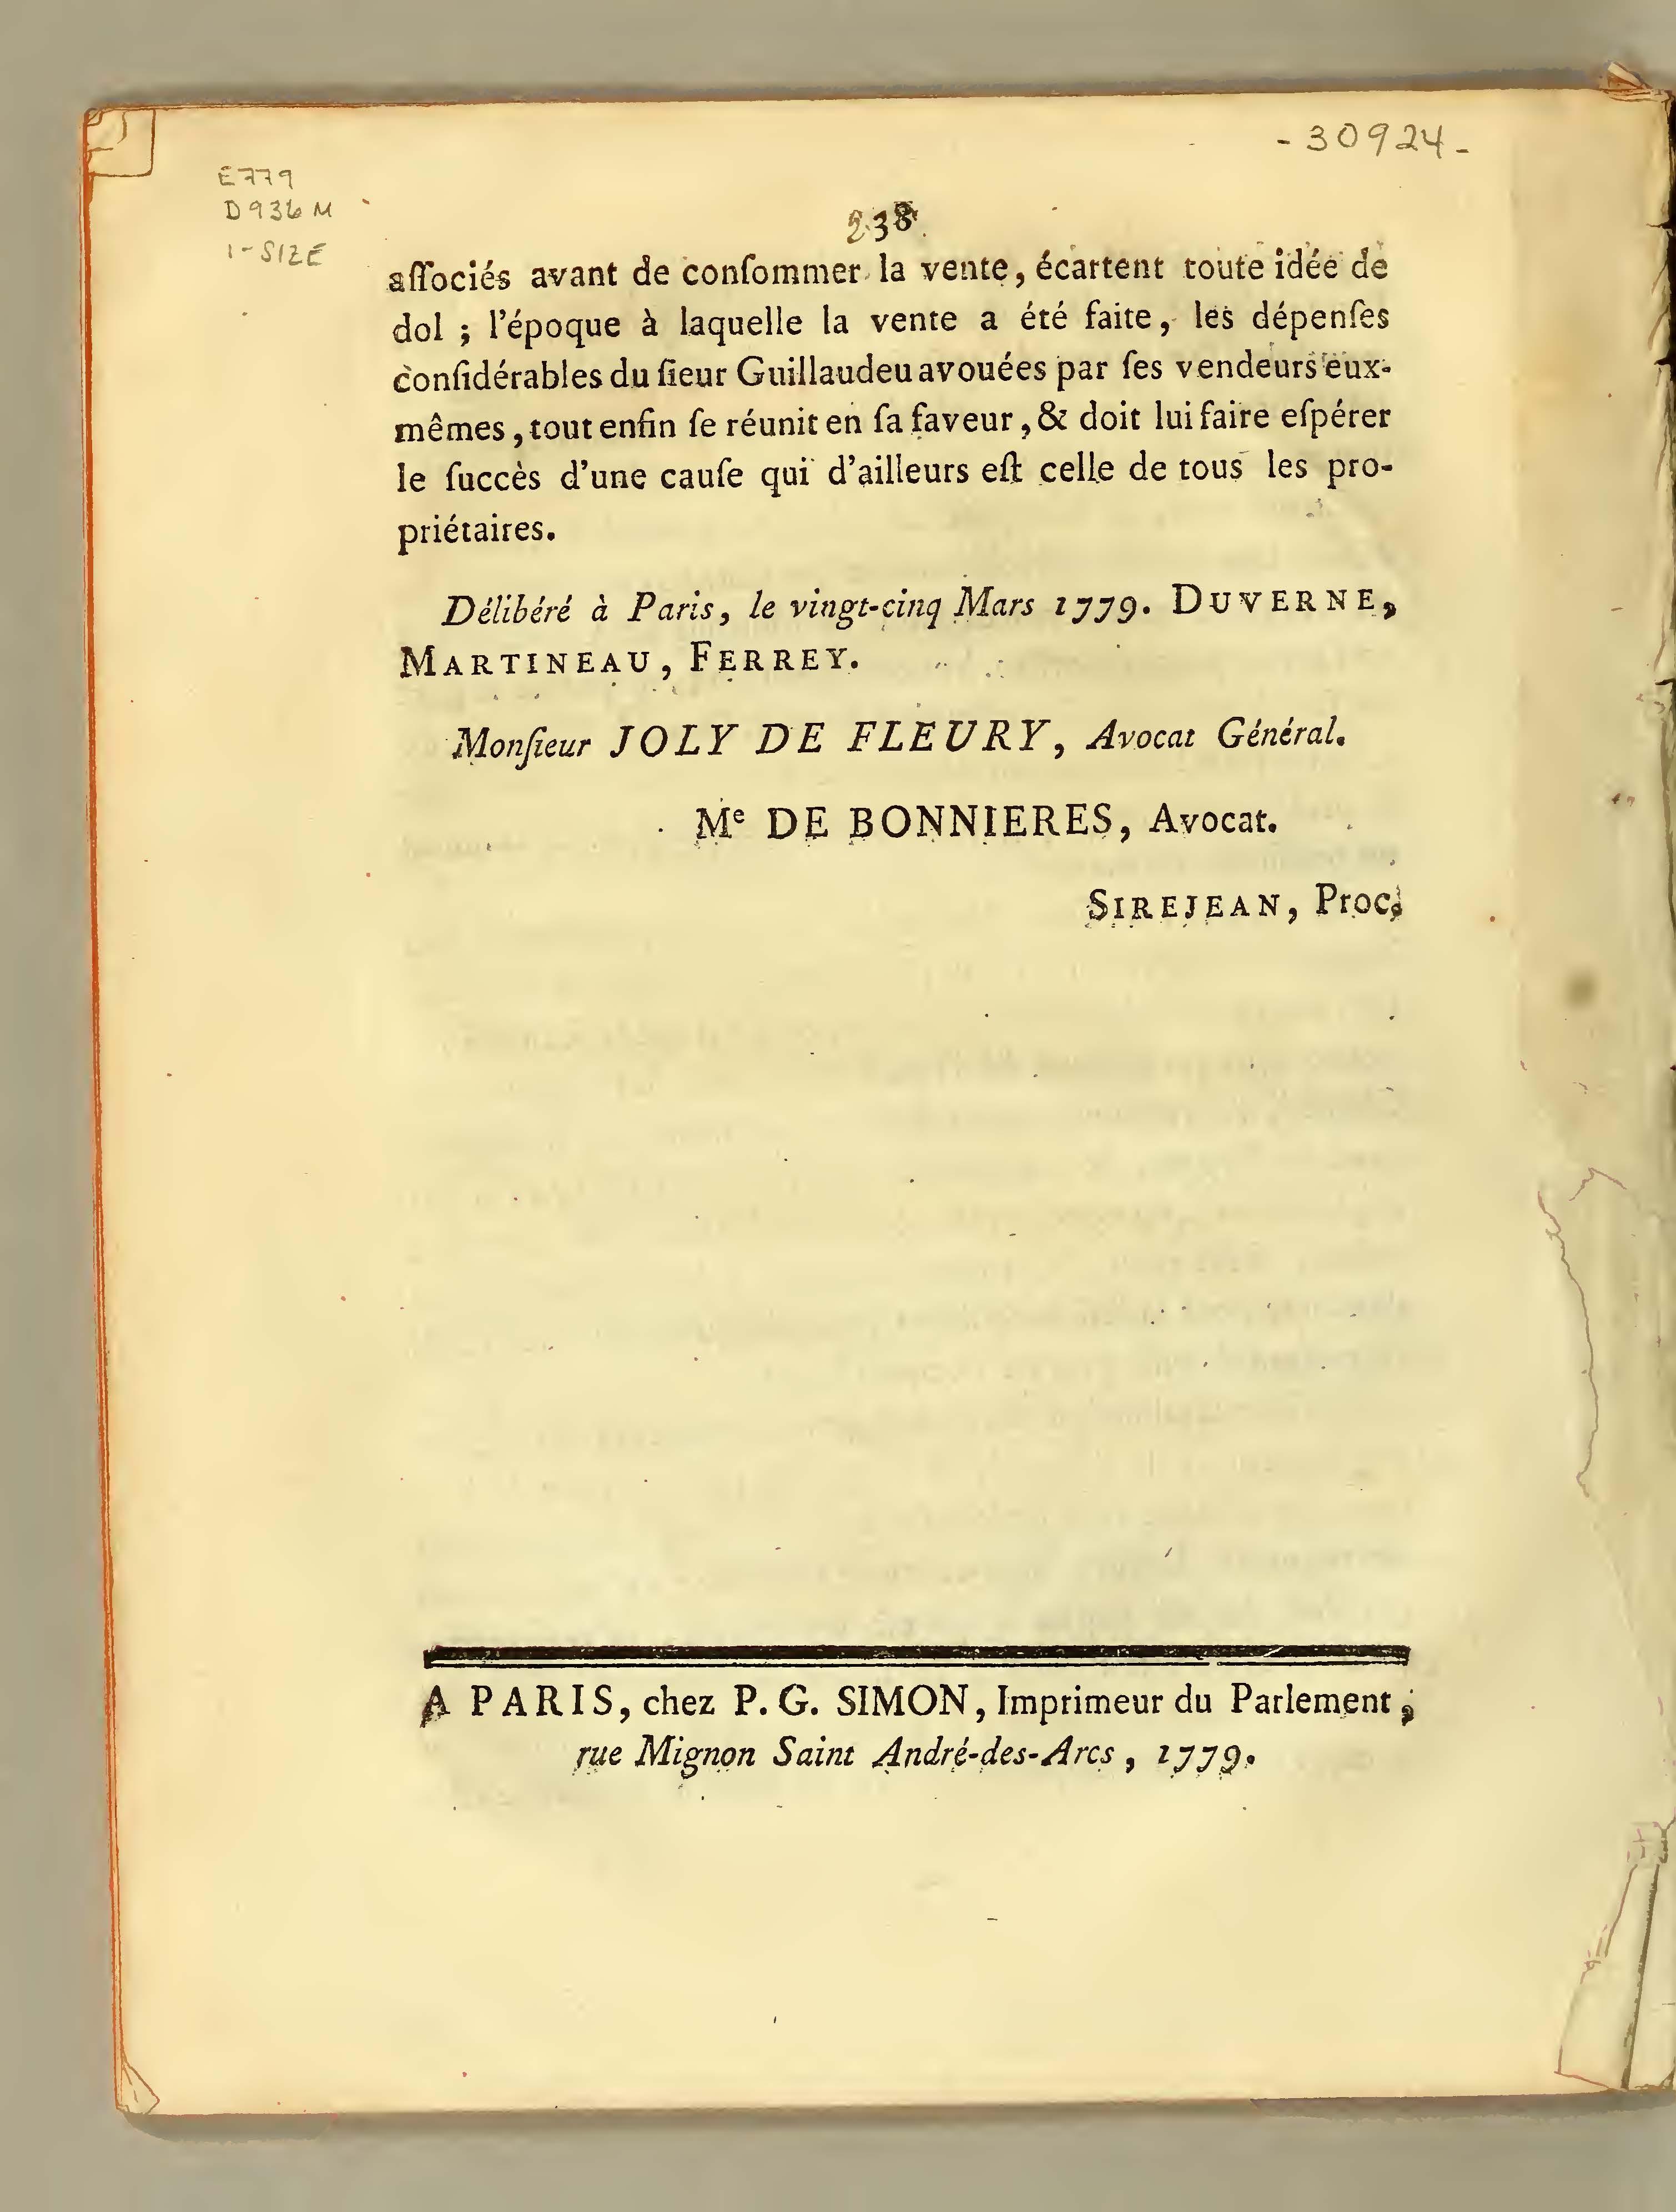 - 30924 -
E779
D936M
1-SIZE
238
aſſociés avant de conſommer la vente, écartent toute idée de
dol ; l'époque à laquelle la vente a été faite, les dépenſes
conſidérables du ſieur Guillaudeu avouées par ſes vendeurs eux-
mêmes, tout enfin ſe réunit en ſa faveur, & doit lui faire eſpérer
le ſuccès d'une cauſe qui d'ailleurs eſt celle de tous les pro-
priétaires.
Délibéré à Paris, le vingt-cinq Mars 1779. DUVERNE,
MARTINEAU, FERREY.
Monſieur JOLY DE FLEURY, Avocat Général.
Me DE BONNIERES, Avocat.
SIREJEAN, Proc.
A PARIS, chez P. G. SIMON, Imprimeur du Parlement,
rue Mignon Saint André-des-Arcs, 1779.